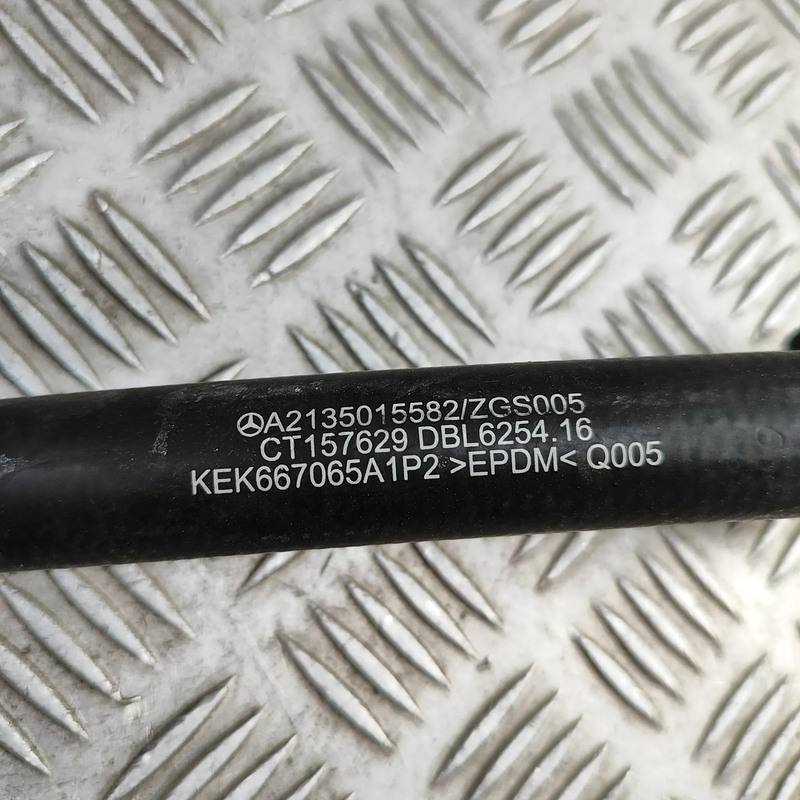 A2135015582/ZGS005
CT157629 DBL6254.16
KEK667065A1P2 >EPDM< Q005